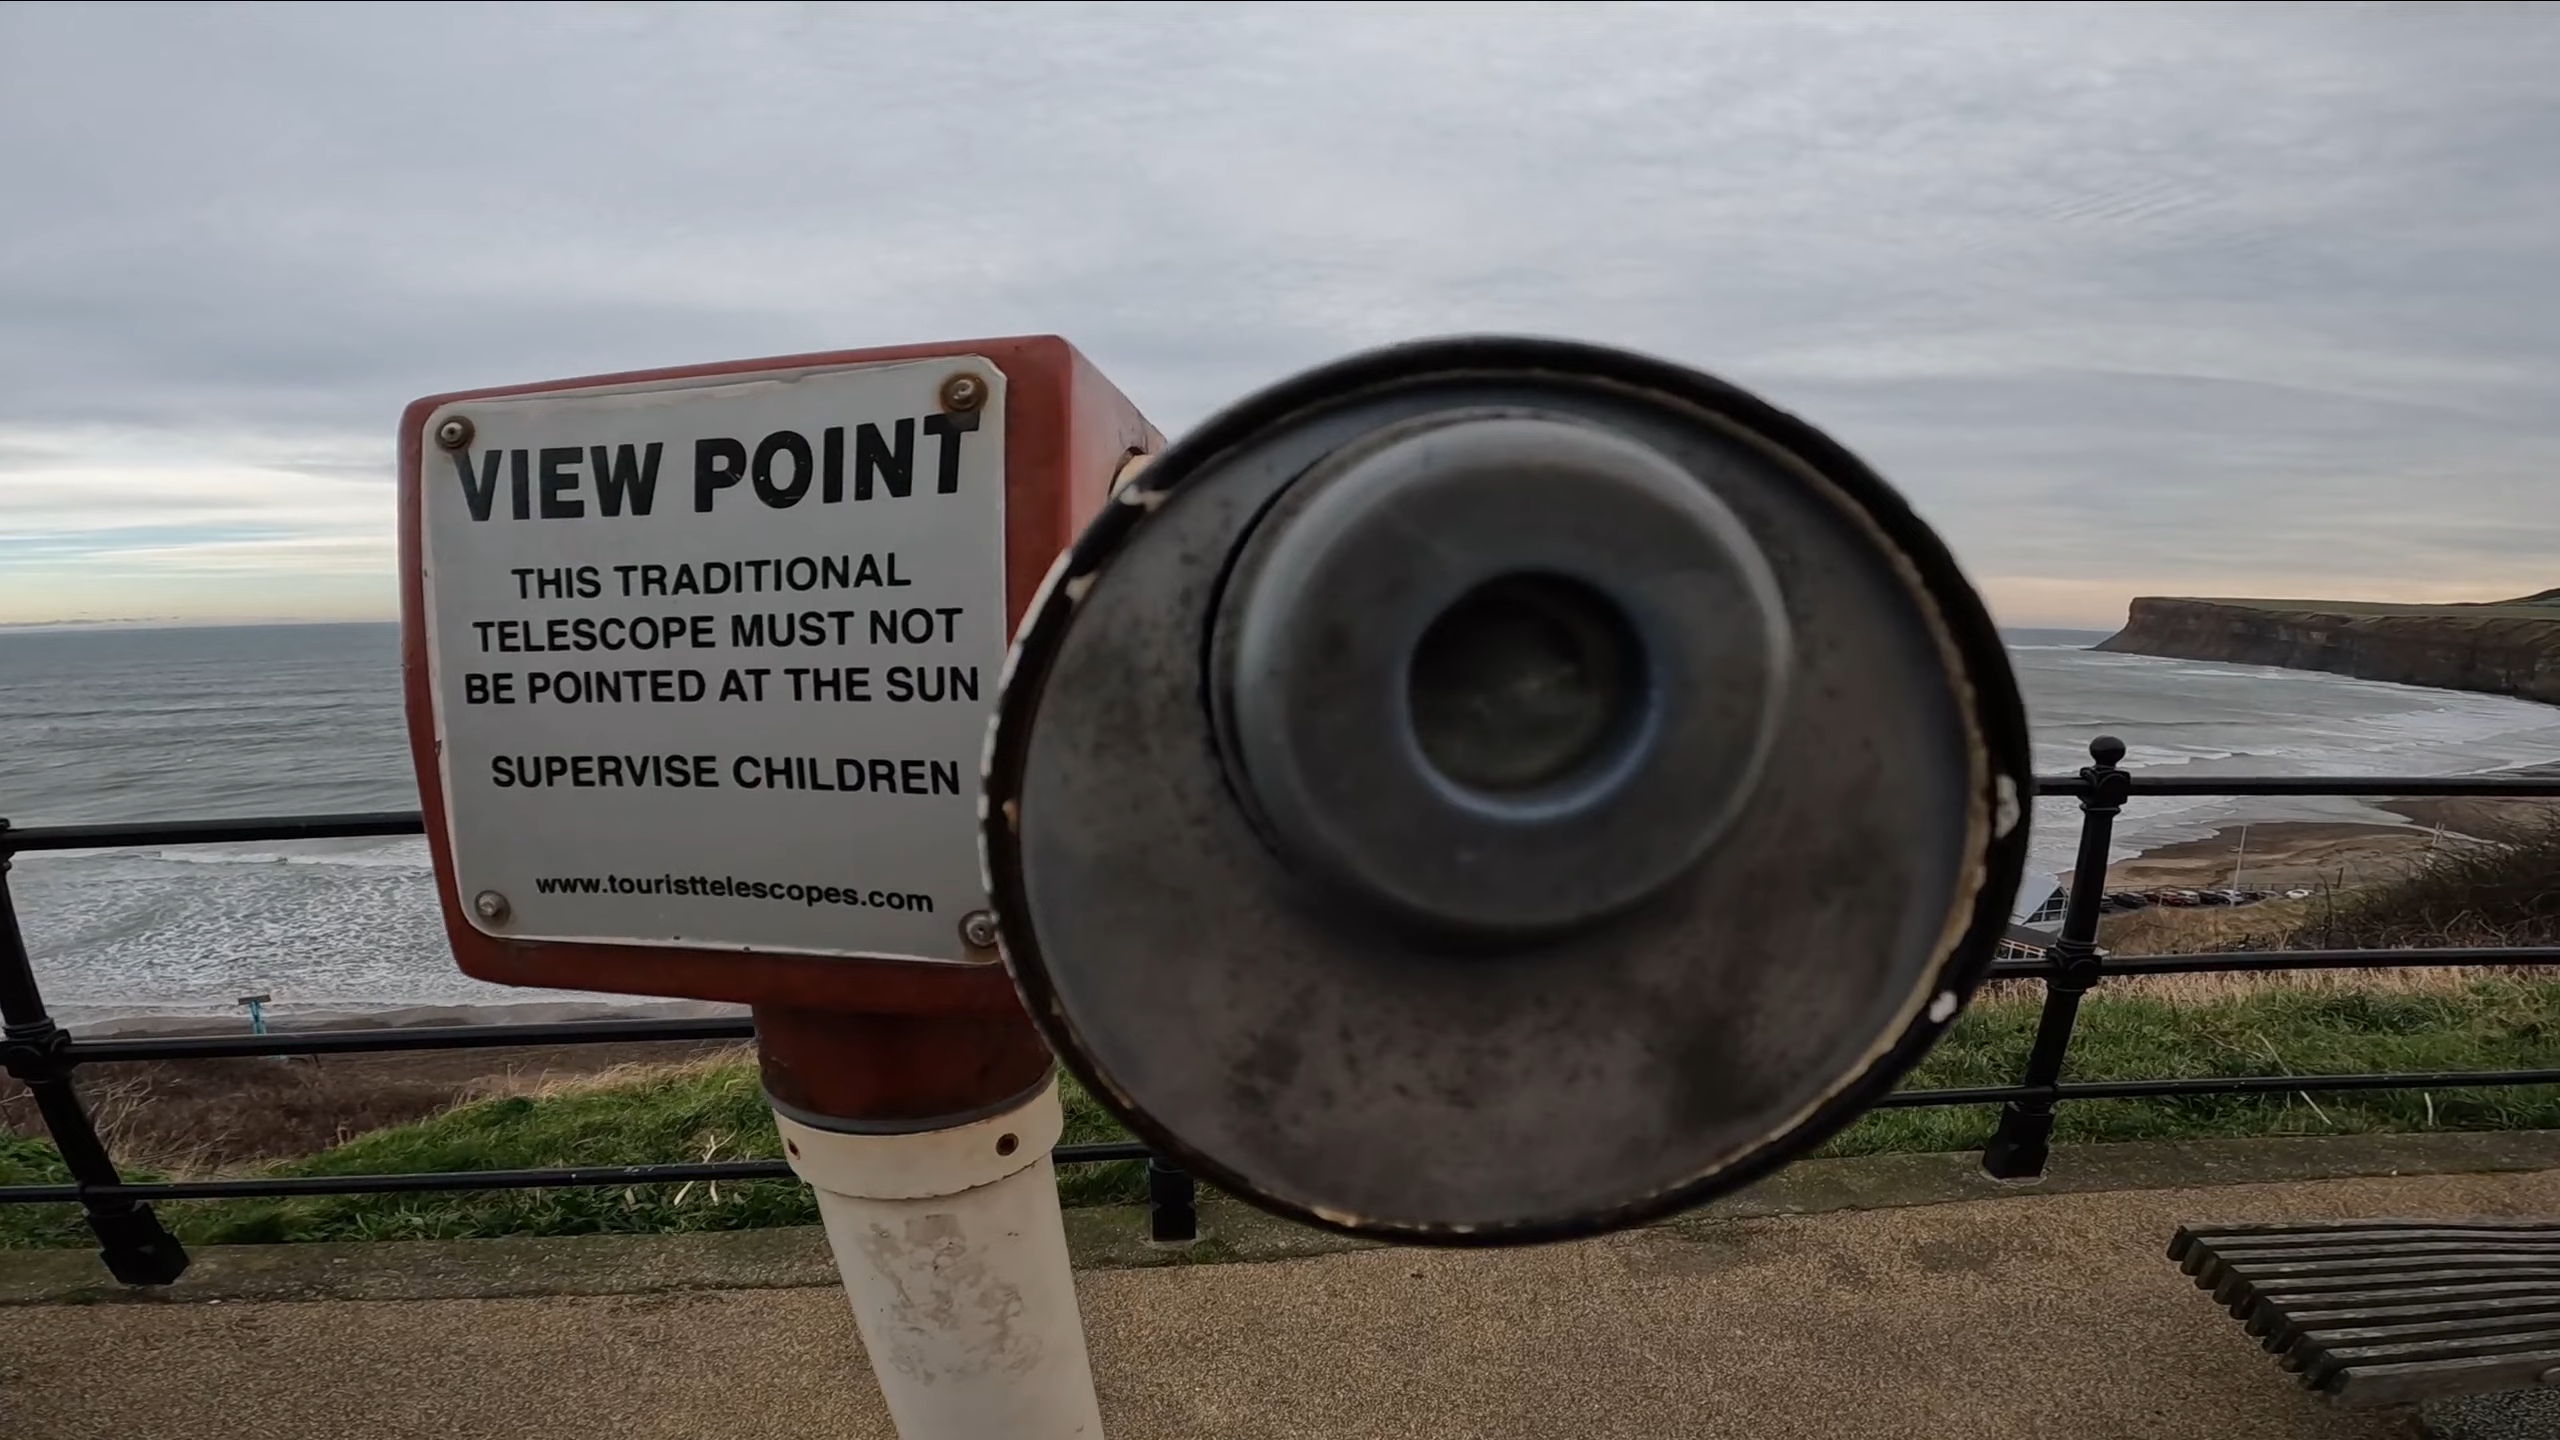 VIEW POINT
THIS TRADITIONAL
TELESCOPE MUST NOT
BE POINTED AT THE SUN
SUPERVISE CHILDREN
www.touristtelescopes.com